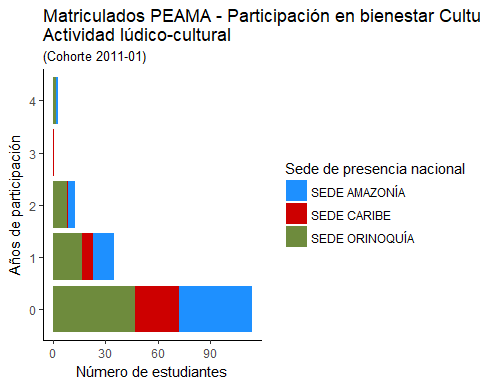 Matriculados PEAMA - Participación en bienestar Cultu
Actividad lúdico-cultural
(Cohorte 2011-01)
Años de participación
4
3
2
1
0
0 30 60 90
Número de estudiantes
Sede de presencia nacional
SEDE AMAZONÍA
SEDE CARIBE
SEDE ORINOQUÍA